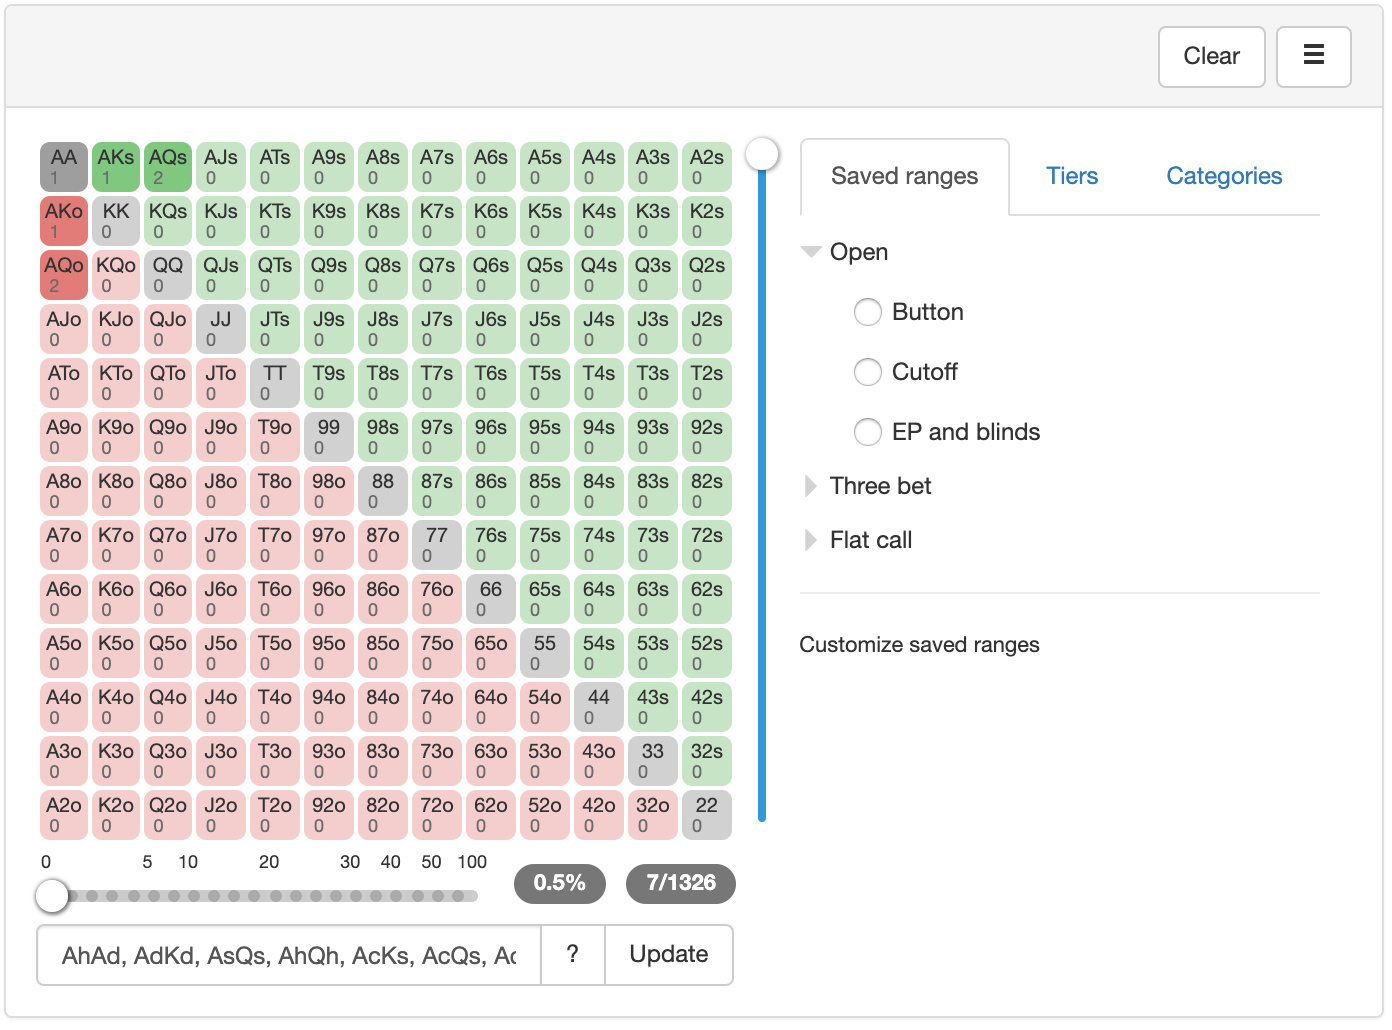 Clear
AA AKs AQs AJs ATs A9s A8s A7s A6s A5s A4s A3s A2s
1 1 2 0 0 0 0 0 0 0 0 0 0
AKo KK KQs KJs KTs K9s K8s K7s K6s K5s K4s K3s K2s
1 0 0 0 0 0 0 0 0 0 0 0 0
AQo KQo QQ QJs QTs Q9s Q8s Q7s Q6s Q5s Q4s Q3s Q2s
2 0 0 0 0 0 0 0 0 0 0 0 0
AJo KJo QJo JJ JTs J9s J8s J7s J6s J5s J4s J3s J2s
0 0 0 0 0 0 0 0 0 0 0 0 0
ATo KTo QTo JTo TT T9s T8s T7s T6s T5s T4s T3s T2s
0 0 0 0 0 0 0 0 0 0 0 0 0
A9o K9o Q9o J9o T9o 99 98s 97s 96s 95s 94s 93s 92s
0 0 0 0 0 0 0 0 0 0 0 0 0
A8o K8o Q8o J8o T8o 98o 88 87s 86s 85s 84s 83s 82s
0 0 0 0 0 0 0 0 0 0 0 0 0
A7o K7o Q7o J7o T7o 97o 87o 77 76s 75s 74s 73s 72s
0 0 0 0 0 0 0 0 0 0 0 0 0
A6o K6o Q6o J6o T6o 96o 86o 76o 66 65s 64s 63s 62s
0 0 0 0 0 0 0 0 0 0 0 0 0
A5o K5o Q5o J5o T5o 95o 85o 75o 65o 55 54s 53s 52s
0 0 0 0 0 0 0 0 0 0 0 0 0
A4o K4o Q4o J4o T4o 94o 84o 74o 64o 54o 44 43s 42s
0 0 0 0 0 0 0 0 0 0 0 0 0
A3o K3o Q3o J3o T3o 93o 83o 73o 63o 53o 43o 33 32s
0 0 0 0 0 0 0 0 0 0 0 0 0
A2o K2o Q2o J2o T2o 92o 82o 72o 62o 52o 42o 32o 22
0 0 0 0 0 0 0 0 0 0 0 0 0
0 5 10 20 30 40 50 100
0.5% 7/1326
AhAd, AdKd, AsQs, AhQh, AcKs, AcQs,
? Update
Saved ranges Tiers Categories
Open
Button
Cutoff
EP and blinds
Three bet
Flat call
Customize saved ranges